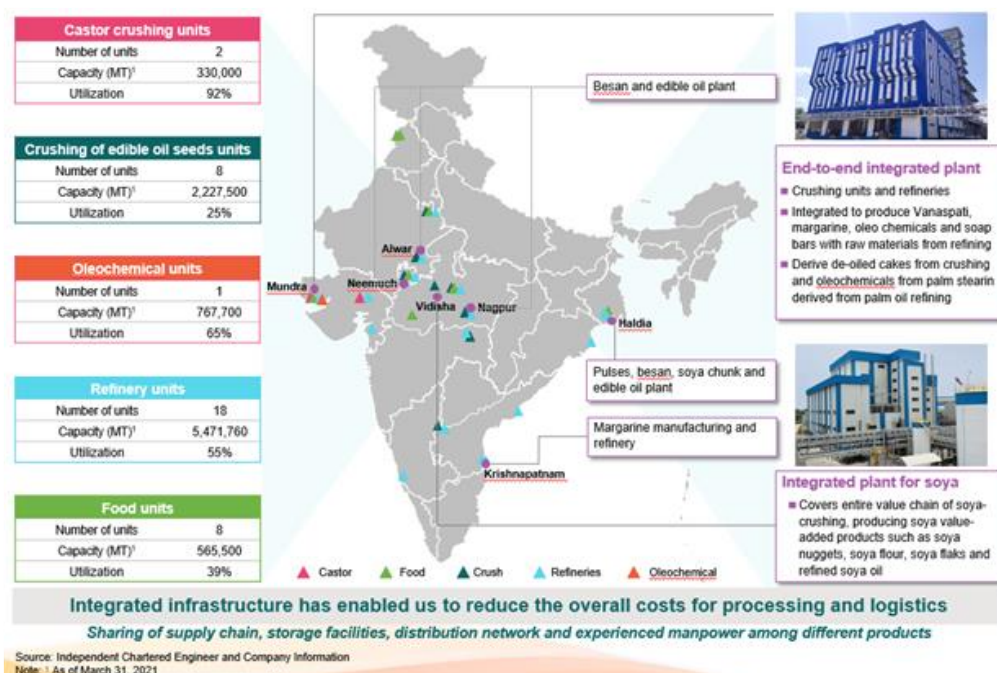 Castor crushing units
Number of units 2
Capacity (MT)¹ 330,000
Utilization 92%
Crushing of edible oil seeds units
Number of units 8
Capacity (MT)¹ 2,227,500
Utilization 25%
Oleochemical units
Number of units 1
Capacity (MT)¹ 767,700
Utilization 65%
Refinery units
Number of units 18
Capacity (MT)¹ 5,471,760
Utilization 55%
Food units
Number of units 8
Capacity (MT)¹ 565,500
Utilization 39%
Besan and edible oil plant
Alwar
Mundra
Neemuch
Vidisha
Nagpur
Haldia
Pulses, besan, soya chunk and
edible oil plant
Margarine manufacturing and
refinery
Krishnapatnam
Castor
Food
Crush
Refineries
Oleochemical
End-to-end integrated plant
Crushing units and refineries
Integrated to produce Vanaspati,
margarine, oleo chemicals and soap
bars with raw materials from refining
Derive de-oiled cakes from crushing
and oleochemicals from palm stearin
derived from palm oil refining
Integrated plant for soya
Covers entire value chain of soya-
crushing, producing soya value-
added products such as soya
nuggets, soya flour, soya flaks and
refined soya oil
Integrated infrastructure has enabled us to reduce the overall costs for processing and logistics
Sharing of supply chain, storage facilities, distribution network and experienced manpower among different products
Source: Independent Chartered Engineer and Company Information
Note: ¹ As of March 31, 2021